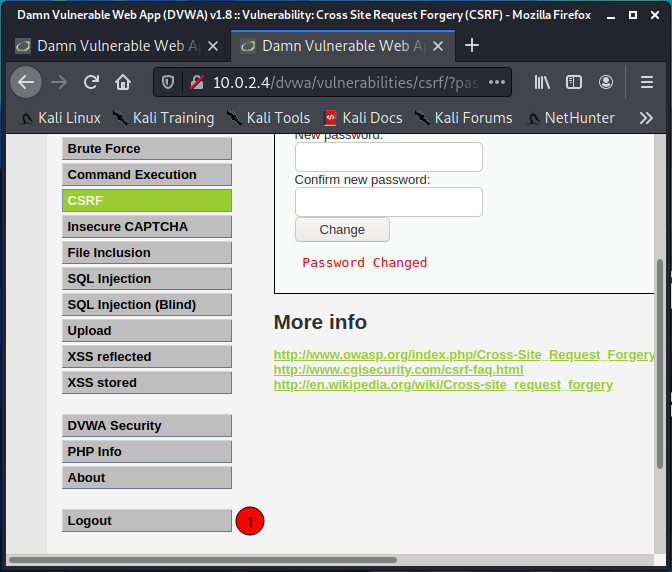 Damn Vulnerable Web App (DVWA) v1.8 :: Vulnerability: Cross Site Request Forgery (CSRF) - Mozilla Firefox
Damn Vulnerable Web A
Damn Vulnerable Web A
10.0.2.4/dvwa/vulnerabilities/csrf/?pas
Kali Linux Kali Training Kali Tools Kali Docs Kali Forums NetHunter
New password:
Brute Force
Command Execution
Confirm new password:
CSRF
Insecure CAPTCHA
Change
File Inclusion
Password Changed
SQL Injection
SQL Injection (Blind)
Upload
More info
XSS reflected
http://www.owasp.org/index.php/Cross-Site_Request_Forgery
http://www.cgisecurity.com/csrf-faq.html
XSS stored
http://en.wikipedia.org/wiki/Cross-site_request_forgery
DVWA Security
PHP Info
About
Logout
1